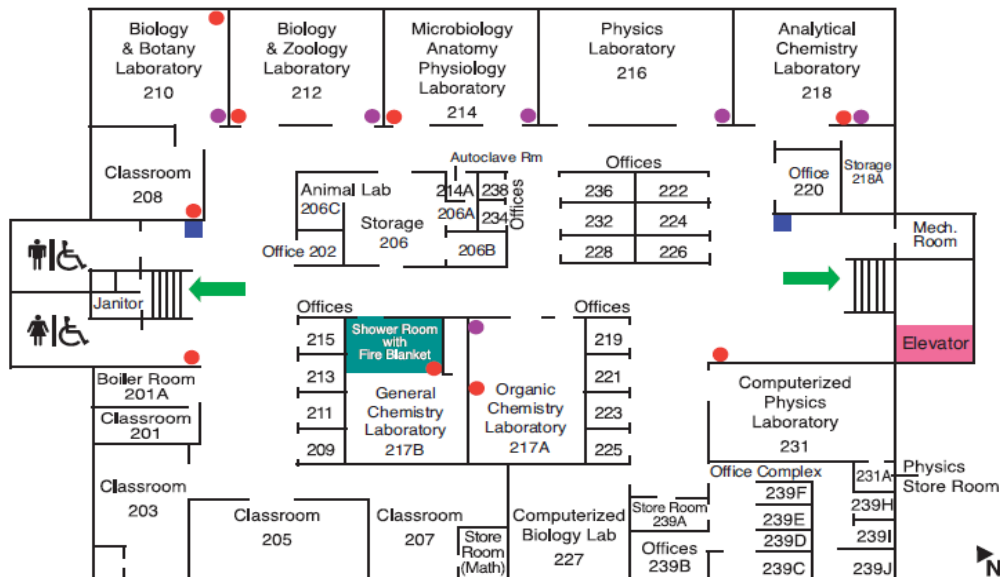 Biology
& Botany
Laboratory
210
Biology
& Zoology
Laboratory
212
Microbiology
Anatomy
Physiology
Laboratory
214
Physics
Laboratory
216
Analytical
Chemistry
Laboratory
218
Classroom
208
Autoclave Rm
Animal Lab
206C
Storage
206
Office 202
214A
206A
238
234
Offices
206B
Offices
236
222
232
224
228
226
Office
220
Storage
218A
Mech.
Room
Janitor
Elevator
Offices
215
213
211
209
Shower Room
with
Fire Blanket
General
Chemistry
Laboratory
217B
Organic
Chemistry
Laboratory
217A
Offices
219
221
223
225
Boiler Room
201A
Classroom
201
Classroom
203
Classroom
205
Classroom
207
Store
Room
(Math)
Computerized
Biology Lab
227
Store Room
239A
Offices
239B
Computerized
Physics
Laboratory
231
Office Complex
239F
239E
239D
239C
231A
Physics
Store Room
239H
239I
239J
N